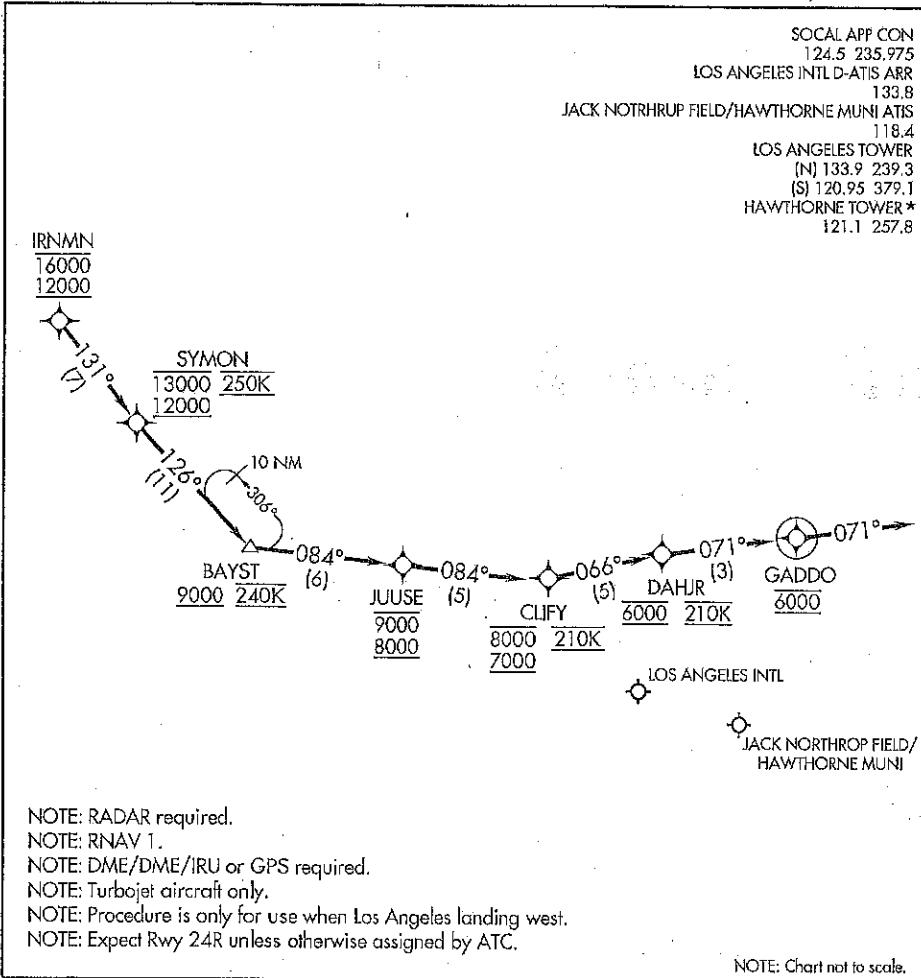 SOCAL APP CON
124.5 235.975
LOS ANGELES INTL D-ATIS ARR
133.8
JACK NOTRHRUP FIELD/HAWTHORNE MUNI ATIS
118.4
LOS ANGELES TOWER
(N) 133.9 239.3
(S) 120.95 379.1
HAWTHORNE TOWER *
121.1 257.8
IRNMN
16000
12000
131°
(7)
SYMON
13000 250K
12000
126°
(11)
10 NM
306°
BAYST
9000 240K
084°
(6)
JUUSE
9000
8000
084°
(5)
CLIFY
8000 210K
7000
066°
(5)
DAHJR
6000 210K
071°
(3)
GADDO
6000
071°
LOS ANGELES INTL
JACK NORTHROP FIELD/
HAWTHORNE MUNI
NOTE: RADAR required.
NOTE: RNAV 1.
NOTE: DME/DME/IRU or GPS required.
NOTE: Turbojet aircraft only.
NOTE: Procedure is only for use when Los Angeles landing west.
NOTE: Expect Rwy 24R unless otherwise assigned by ATC.
NOTE: Chart not to scale.